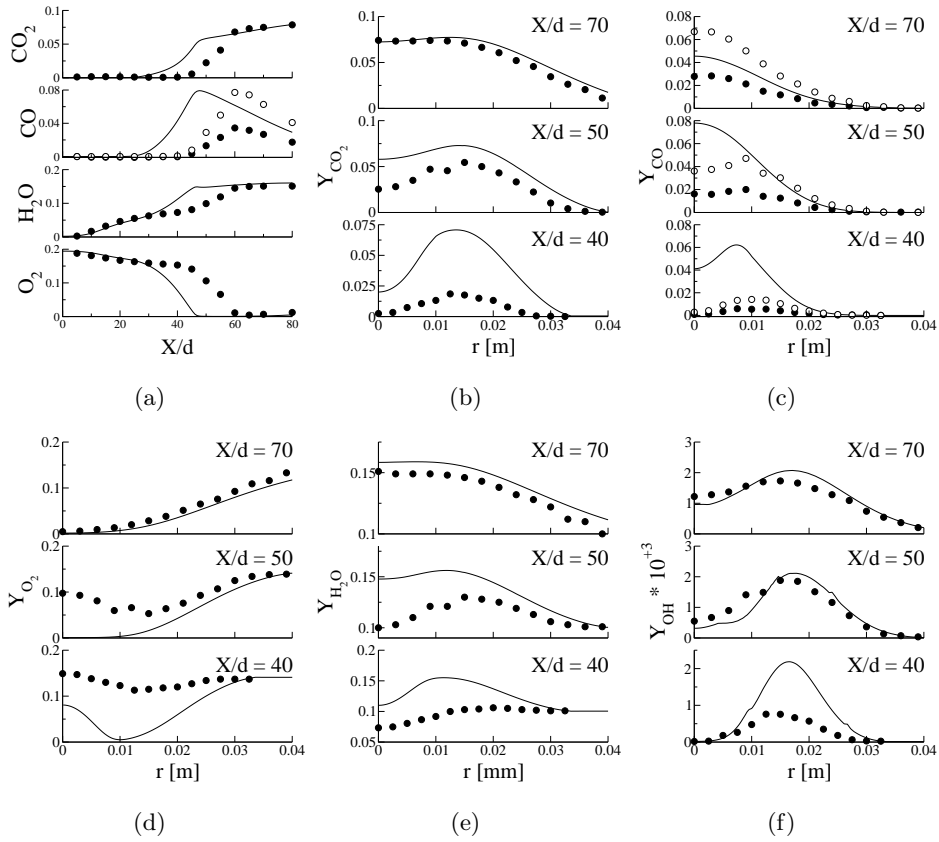 0.1
CO2
0.05
0
0.08
CO
0.04
0
0.2
H2O
0.1
0
0.2
O2
0.1
0
0 20 40 60 80
X/d
(a)
0.1
X/d = 70
0.05
0
0.1
X/d = 50
YCO2
0.05
0
0.075
X/d = 40
0.05
0.025
0
0 0.01 0.02 0.03 0.04
r [m]
(b)
0.08
X/d = 70
0.06
0.04
0.02
0
0.08
X/d = 50
0.06
YCO
0.04
0.02
0
0.08
X/d = 40
0.06
0.04
0.02
0
0 0.01 0.02 0.03 0.04
r [m]
(c)
0.2
X/d = 70
0.1
0
0.2
X/d = 50
YO2
0.1
0
0.2
X/d = 40
0.1
0
0 0.01 0.02 0.03 0.04
r [m]
(d)
X/d = 70
0.15
0.1
X/d = 50
0.15
YH2O
0.1
0.2
X/d = 40
0.15
0.1
0.05
0 0.01 0.02 0.03 0.04
r [mm]
(e)
3
X/d = 70
2
1
0
3
X/d = 50
YOH * 10+3
2
1
0
X/d = 40
2
1
0
0 0.01 0.02 0.03 0.04
r [m]
(f)